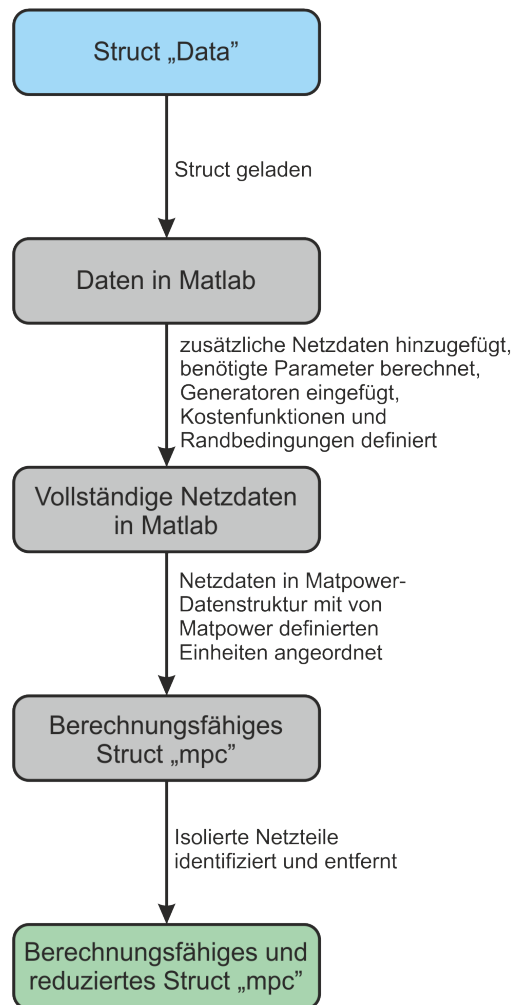 Struct „Data”
Struct geladen
Daten in Matlab
zusätzliche Netzdaten hinzugefügt,
benötigte Parameter berechnet,
Generatoren eingefügt,
Kostenfunktionen und
Randbedingungen definiert
Vollständige Netzdaten
in Matlab
Netzdaten in Matpower-
Datenstruktur mit von
Matpower definierten
Einheiten angeordnet
Berechnungsfähiges
Struct „mpc”
Isolierte Netzteile
identifiziert und entfernt
Berechnungsfähiges und
reduziertes Struct „mpc”